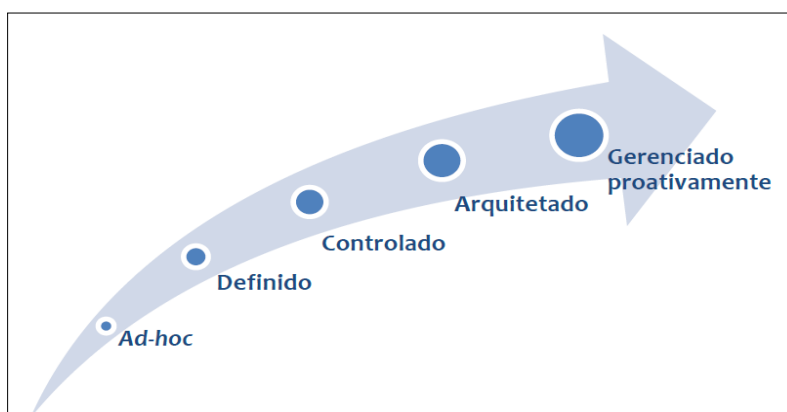 Gerenciado
proativamente
Arquitetado
Controlado
Definido
Ad-hoc